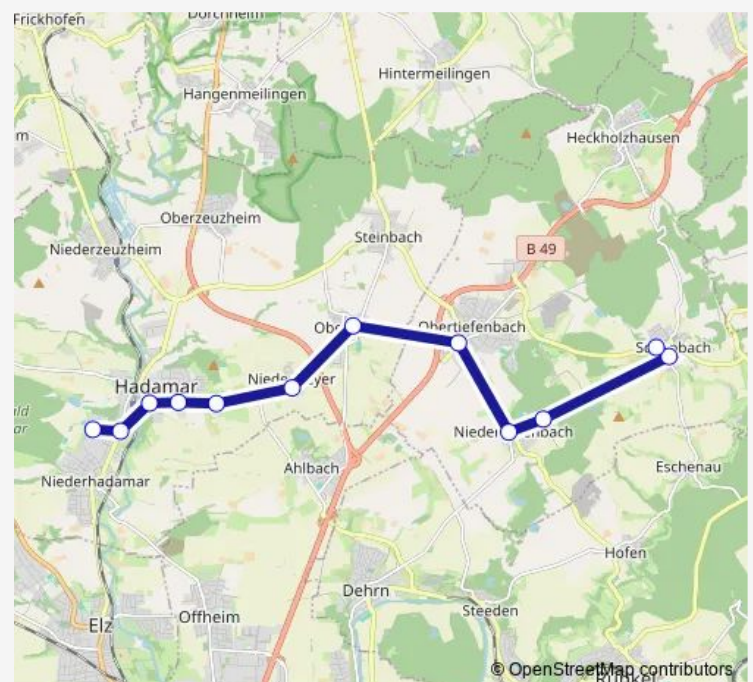 Frickhofen
Dorchheim
Hintermeilingen
Hangenmeilingen
Heckholzhausen
Oberzeuzheim
Steinbach
Niederzeuzheim
B 49
Obertiefenbach
Hadamar
Niederhadamar
Ahlbach
Eschenau
Hofen
Dehrn
Steeden
Offheim
Elz
© OpenStreetMap contributors